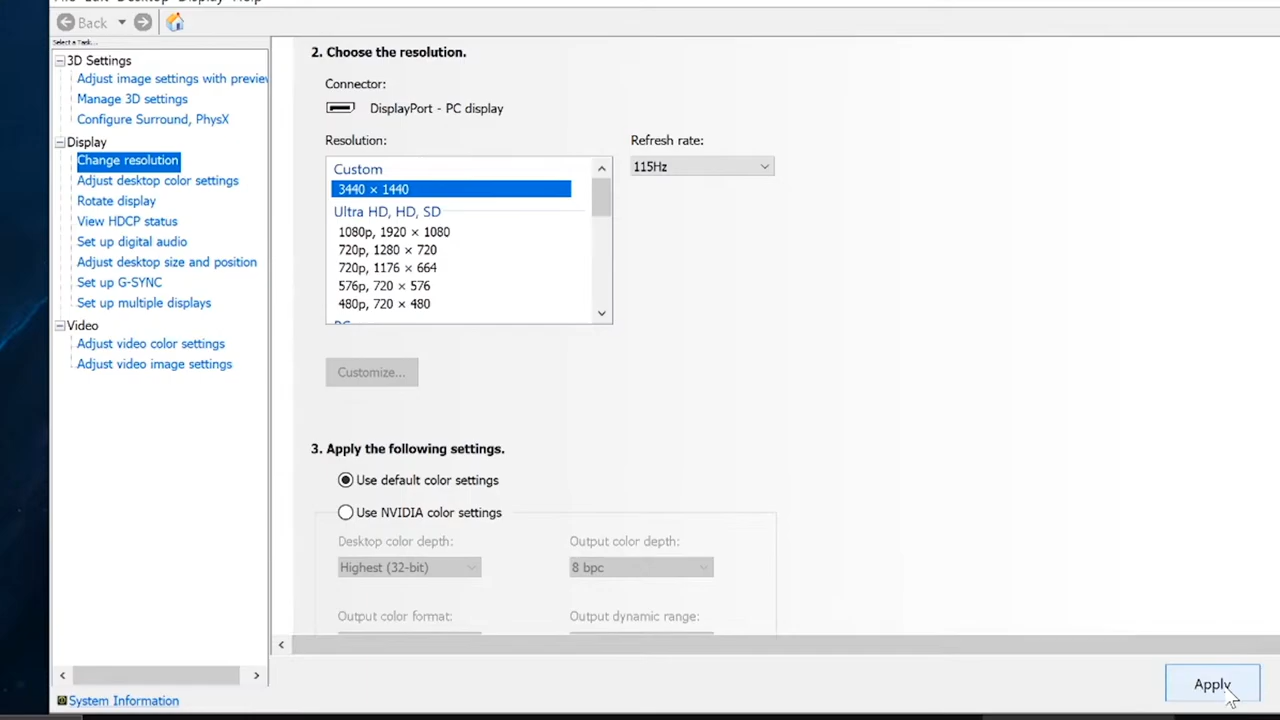 Back
Select a Task...
3D Settings
Adjust image settings with preview
Manage 3D settings
Configure Surround, PhysX
Display
Change resolution
Adjust desktop color settings
Rotate display
View HDCP status
Set up digital audio
Adjust desktop size and position
Set up G-SYNC
Set up multiple displays
Video
Adjust video color settings
Adjust video image settings
System Information
2. Choose the resolution.
Connector:
DisplayPort - PC display
Resolution:
Refresh rate:
Custom
115Hz
3440 × 1440
Ultra HD, HD, SD
1080p, 1920 × 1080
720p, 1280 × 720
720p, 1176 × 664
576p, 720 × 576
480p, 720 × 480
PC
Customize...
3. Apply the following settings.
Use default color settings
Use NVIDIA color settings
Desktop color depth:
Output color depth:
Highest (32-bit)
8 bpc
Output color format:
Output dynamic range:
Apply